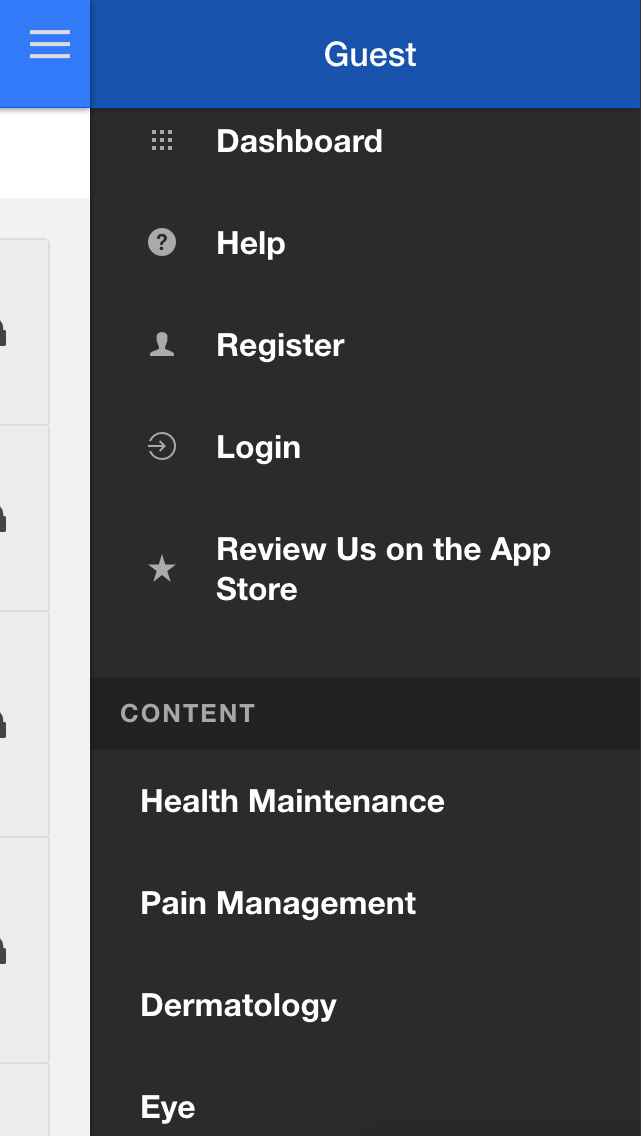 Guest
Dashboard
Help
Register
Login
Review Us on the App
Store
CONTENT
Health Maintenance
Pain Management
Dermatology
Eye